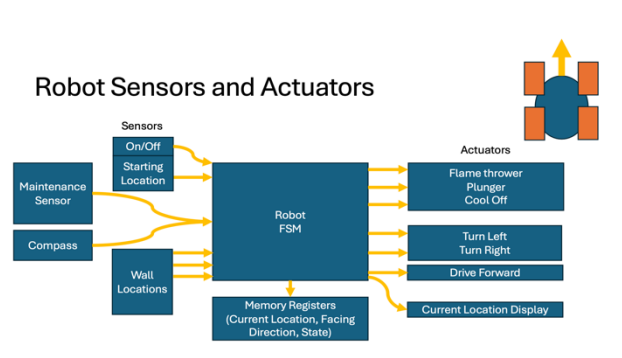 Robot Sensors and Actuators
Sensors
On/Off
Starting
Location
Maintenance
Sensor
Compass
Wall
Locations
Robot
FSM
Memory Registers
(Current Location, Facing
Direction, State)
Actuators
Flame thrower
Plunger
Cool Off
Turn Left
Turn Right
Drive Forward
Current Location Display